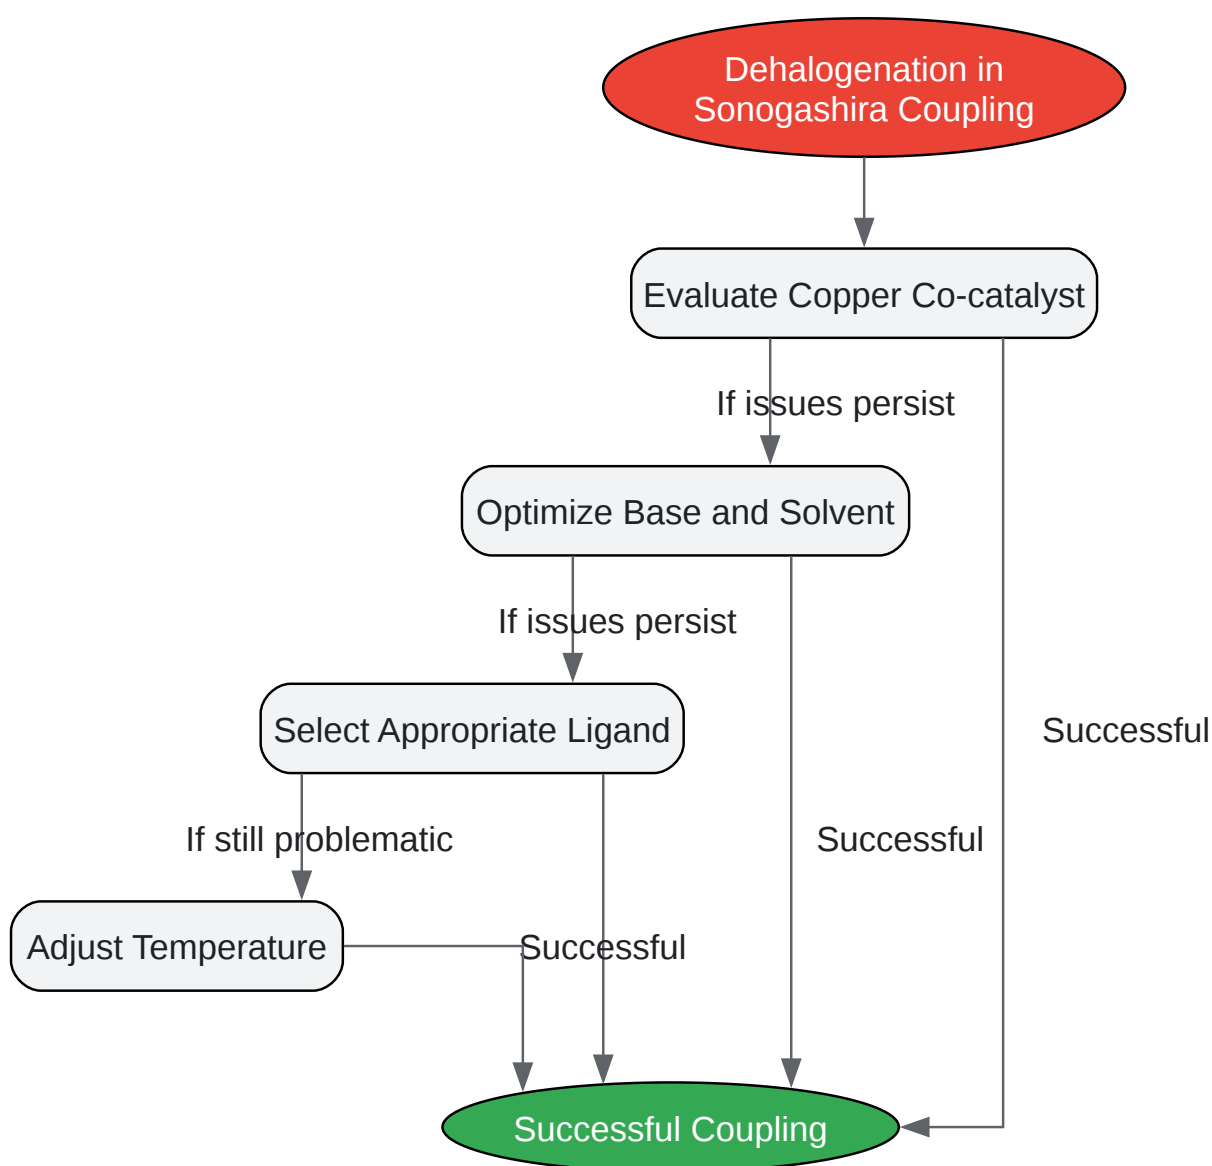 Dehalogenation in
Sonogashira Coupling
Evaluate Copper Co-catalyst
If issues persist
Optimize Base and Solvent
If issues persist
Select Appropriate Ligand
Successful
If still problematic
Successful
Adjust Temperature
Successful
Successful Coupling